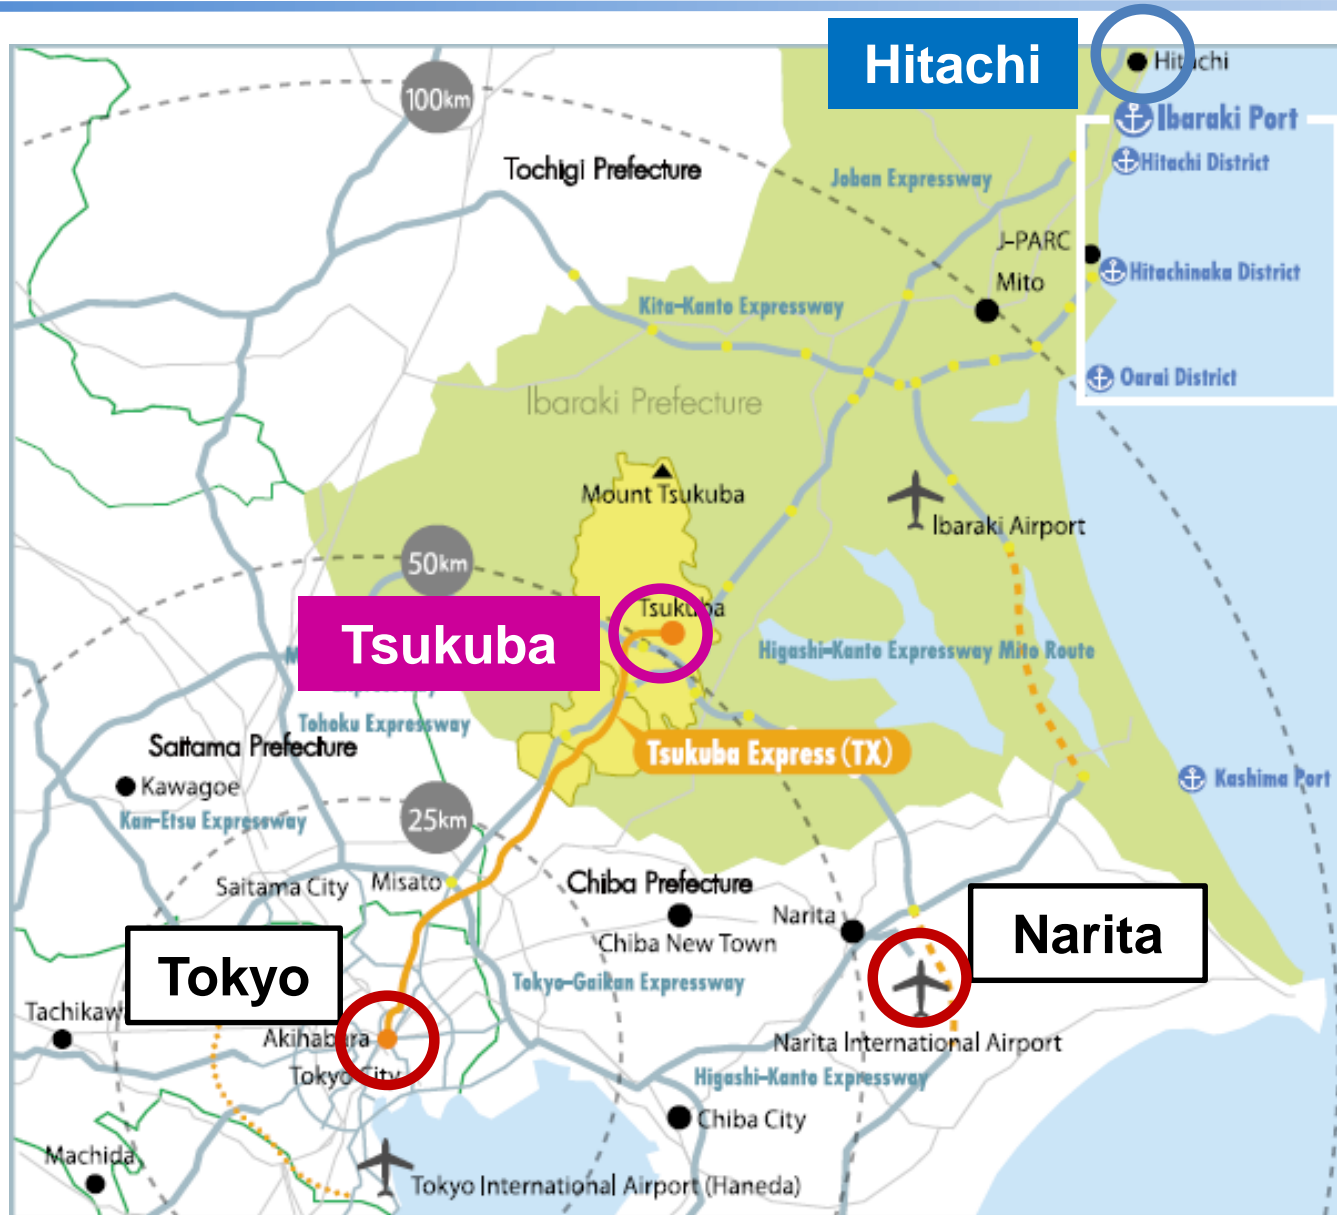 Hitachi
Hitachi
100km
Ibaraki Port
Hitachi District
Tochigi Prefecture
Joban Expressway
J-PARC
Mito
Hitachinaka District
Kita-Kanto Expressway
Oarai District
Ibaraki Prefecture
Mount Tsukuba
Ibaraki Airport
50km
Tsukuba
Tsukuba
Higashi-Kanto Expressway Mito Route
Tohoku Expressway
Saitama Prefecture
Tsukuba Express (TX)
Kashima Port
Kawagoe
Kan-Etsu Expressway
25km
Saitama City
Misato
Chiba Prefecture
Narita
Narita
Chiba New Town
Tokyo
Tokyo-Gaikan Expressway
Akihabara
Narita International Airport
Tokyo City
Higashi-Kanto Expressway
Chiba City
Machida
Tokyo International Airport (Haneda)